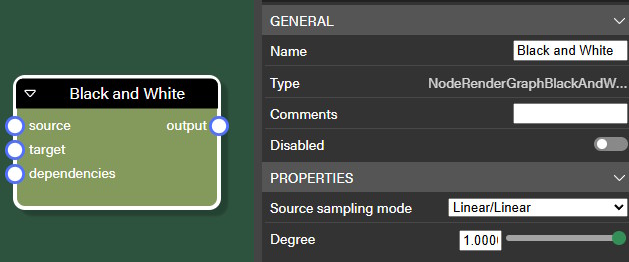 Black and White
source output
target
dependencies
GENERAL
Name Black and White
Type NodeRenderGraphBlackAndW...
Comments
Disabled
PROPERTIES
Source sampling mode Linear/Linear
Degree 1.000